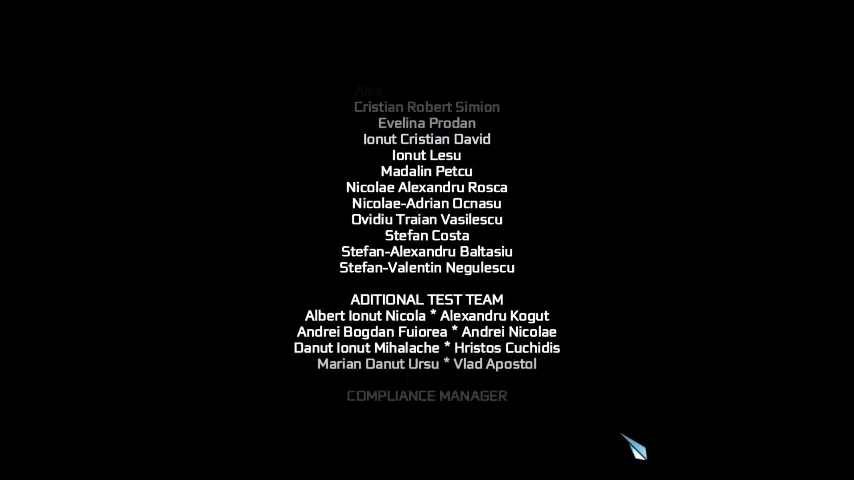 Alex
Cristian Robert Simion
Evelina Prodan
Ionut Cristian David
Ionut Lesu
Madalin Petcu
Nicolae Alexandru Rosca
Nicolae-Adrian Ocnasu
Ovidiu Traian Vasilescu
Stefan Costa
Stefan-Alexandru Baltasiu
Stefan-Valentin Negulescu
ADITIONAL TEST TEAM
Albert Ionut Nicola * Alexandru Kogut
Andrei Bogdan Fuiorea * Andrei Nicolae
Danut Ionut Mihalache * Hristos Cuchidis
Marian Danut Ursu * Vlad Apostol
COMPLIANCE MANAGER